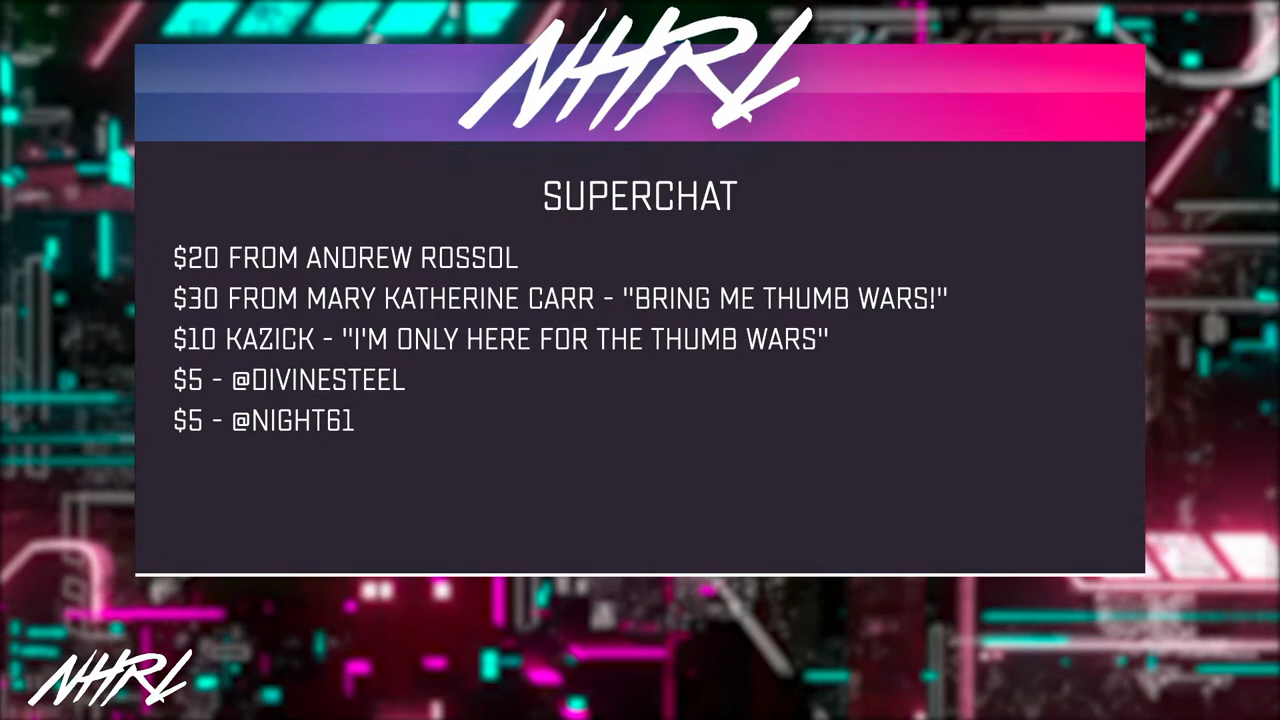 NHRL
SUPERCHAT
$20 FROM ANDREW ROSSOL
$30 FROM MARY KATHERINE CARR - "BRING ME THUMB WARS!"
$10 KAZICK - "I'M ONLY HERE FOR THE THUMB WARS"
$5 - @DIVINESTEEL
$5 - @NIGHT61
NHRL